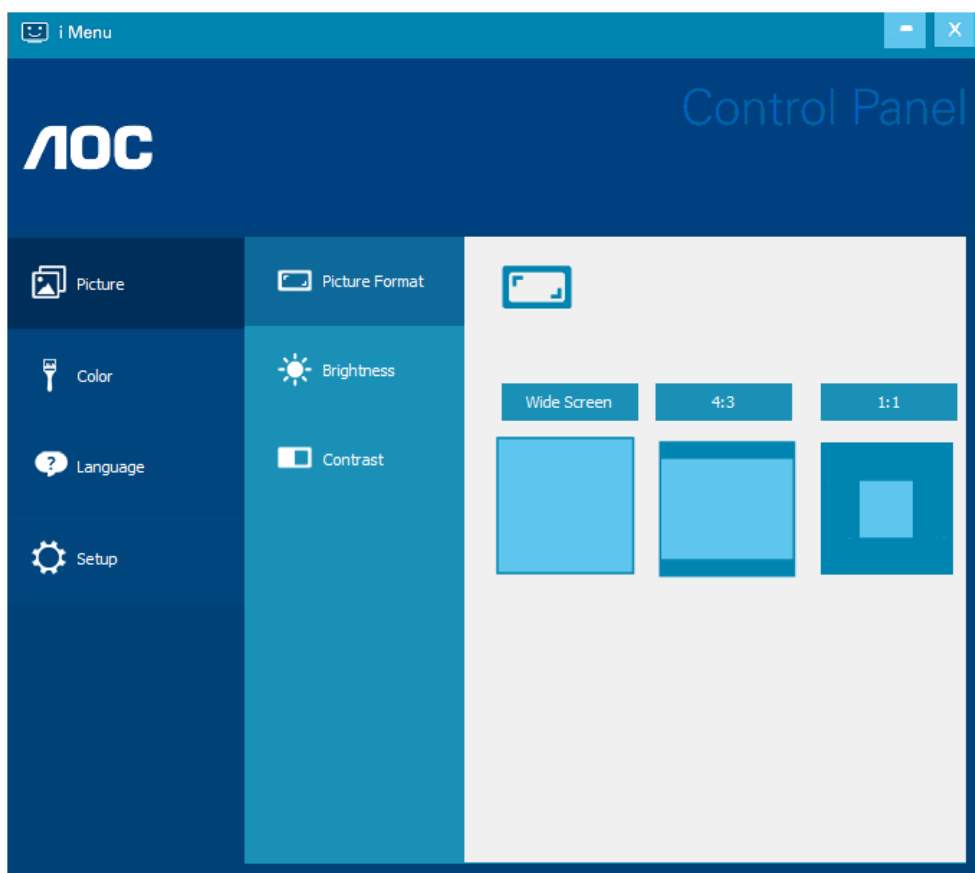 i Menu
Control Panel
AOC
Picture
Color
Language
Setup
Picture Format
Brightness
Contrast
Wide Screen
4:3
1:1